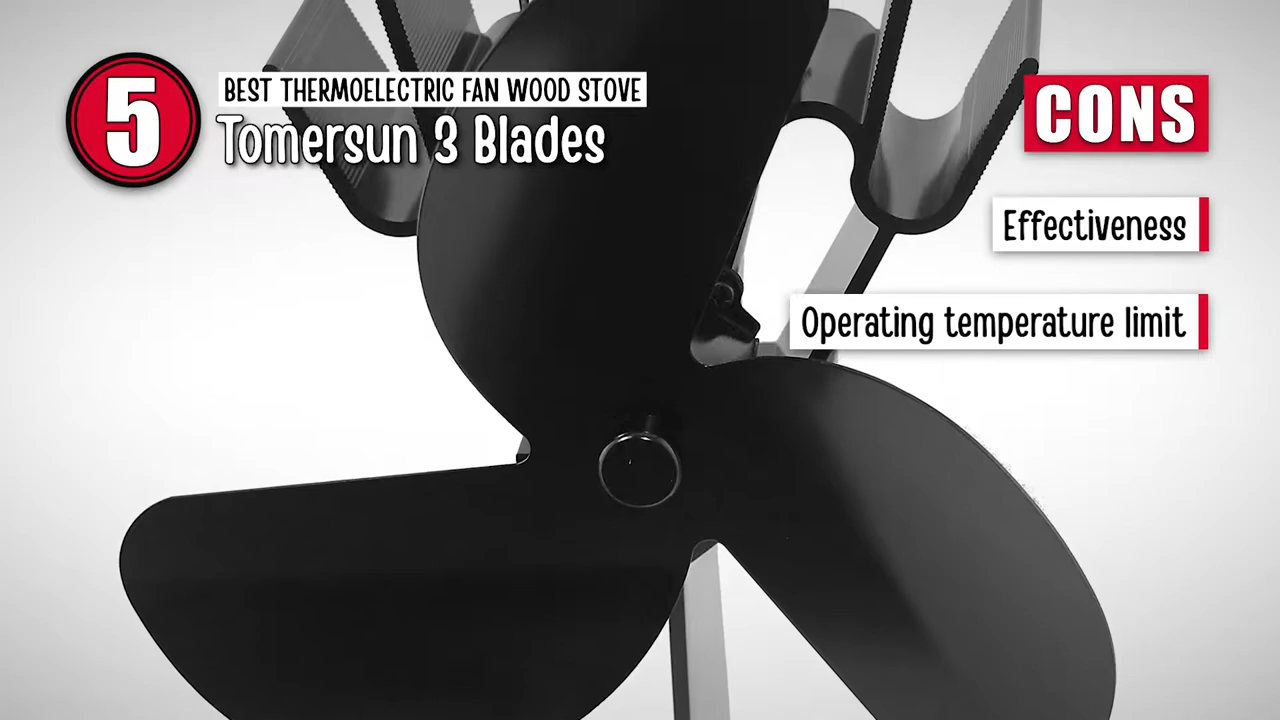 5
BEST THERMOELECTRIC FAN WOOD STOVE
Tomersun 3 Blades
CONS
Effectiveness
Operating temperature limit